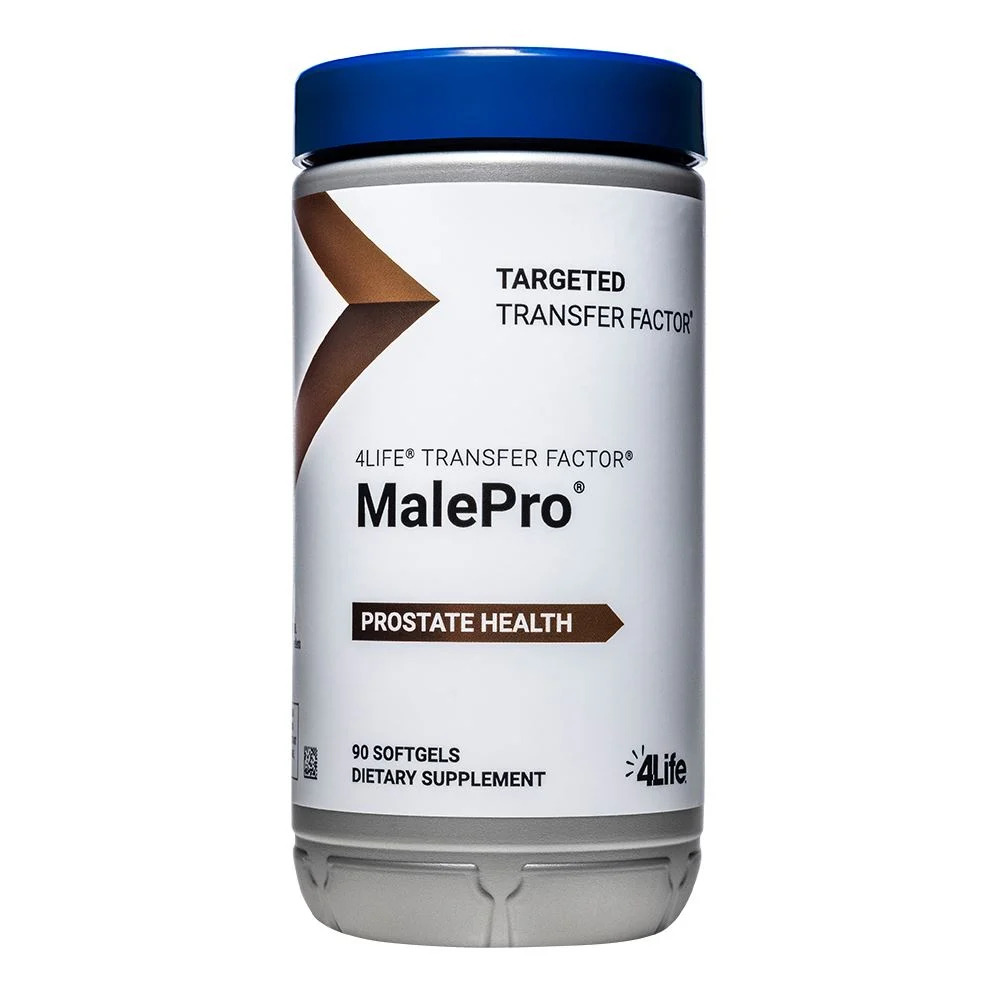 TARGETED
TRANSFER FACTOR®
4LIFE® TRANSFER FACTOR®
MalePro®
PROSTATE HEALTH
90 SOFTGELS
DIETARY SUPPLEMENT
4Life